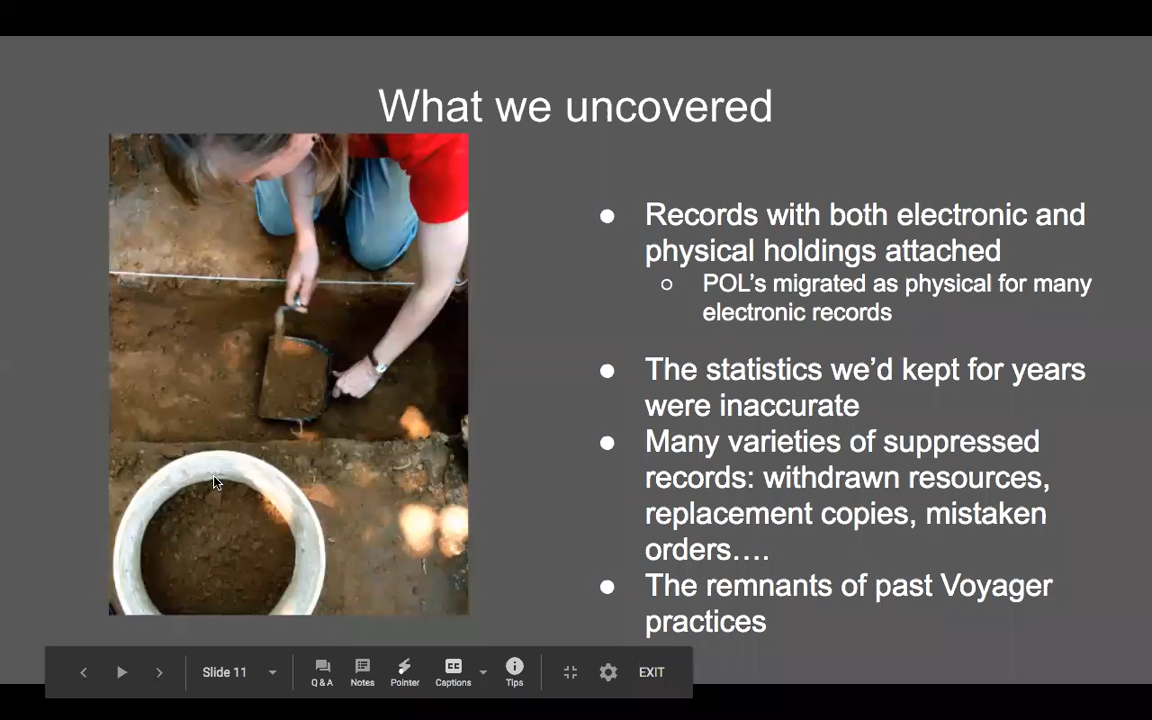 What we uncovered
● Records with both electronic and
physical holdings attached
○ POL's migrated as physical for many
electronic records
● The statistics we'd kept for years
were inaccurate
● Many varieties of suppressed
records: withdrawn resources,
replacement copies, mistaken
orders….
● The remnants of past Voyager
practices
Slide 11
Q & A
Notes
Pointer
CC
Captions
Tips
EXIT